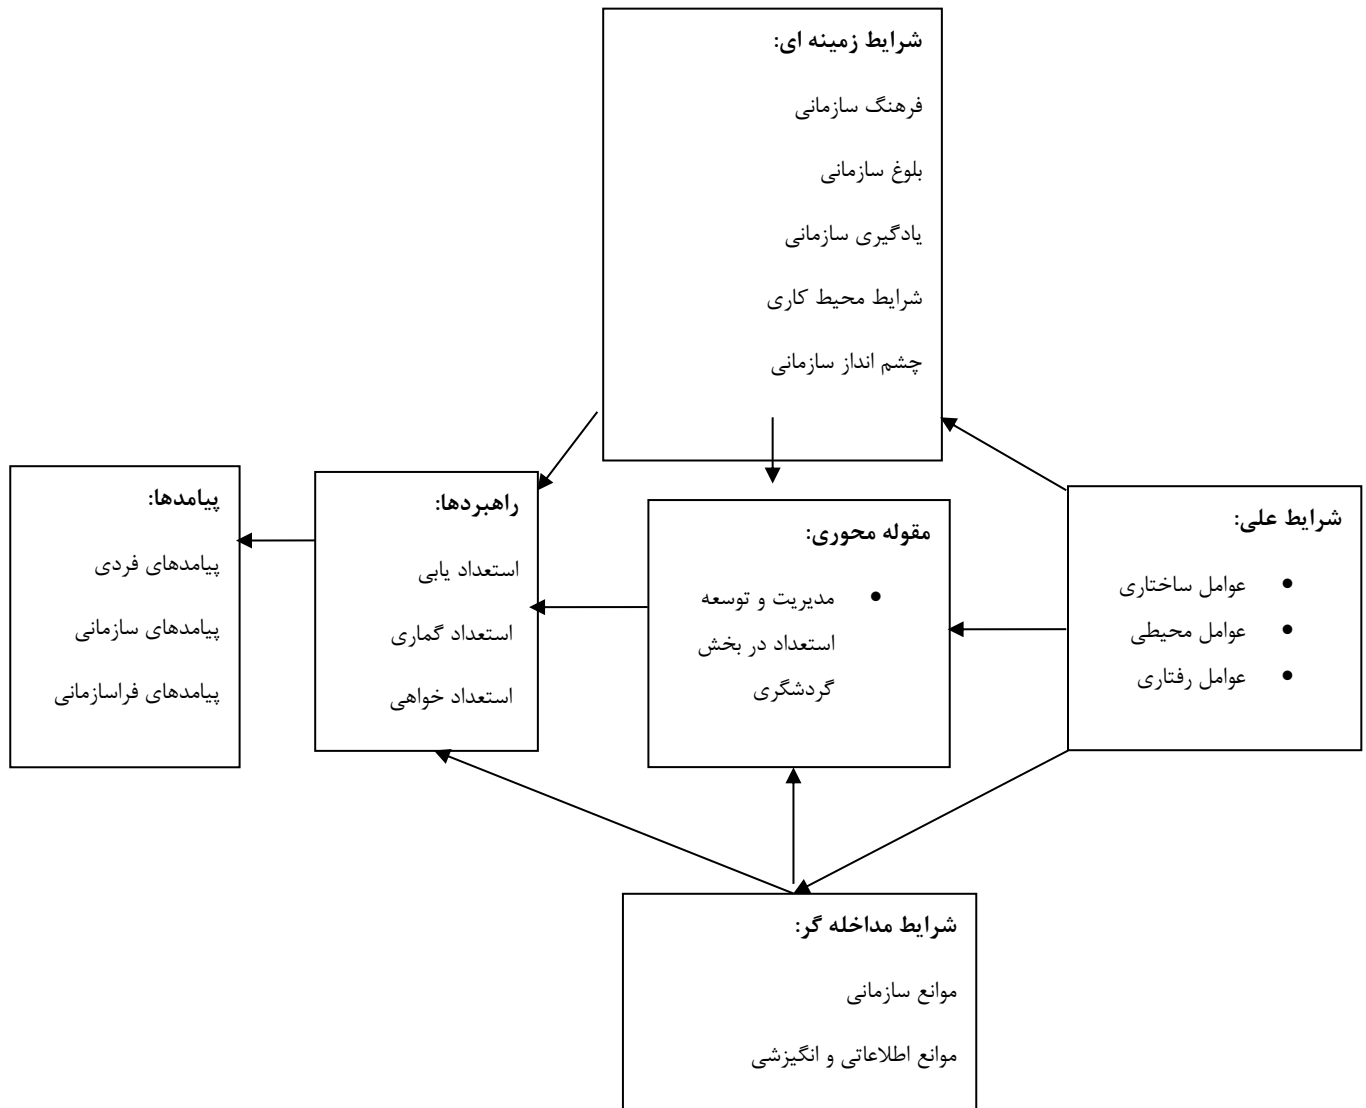 شرایط زمینه ای:
فرهنگ سازمانی
بلوغ سازمانی
یادگیری سازمانی
شرایط محیط کاری
چشم انداز سازمانی
شرایط علی:
● عوامل ساختاری
● عوامل محیطی
● عوامل رفتاری
مقوله محوری:
● مدیریت و توسعه
استعداد در بخش
گردشگری
راهبردها:
استعداد یابی
استعداد گماری
استعداد خواهی
پیامدها:
پیامدهای فردی
پیامدهای سازمانی
پیامدهای فراسازمانی
شرایط مداخله گر:
موانع سازمانی
موانع اطلاعاتی و انگیزشی